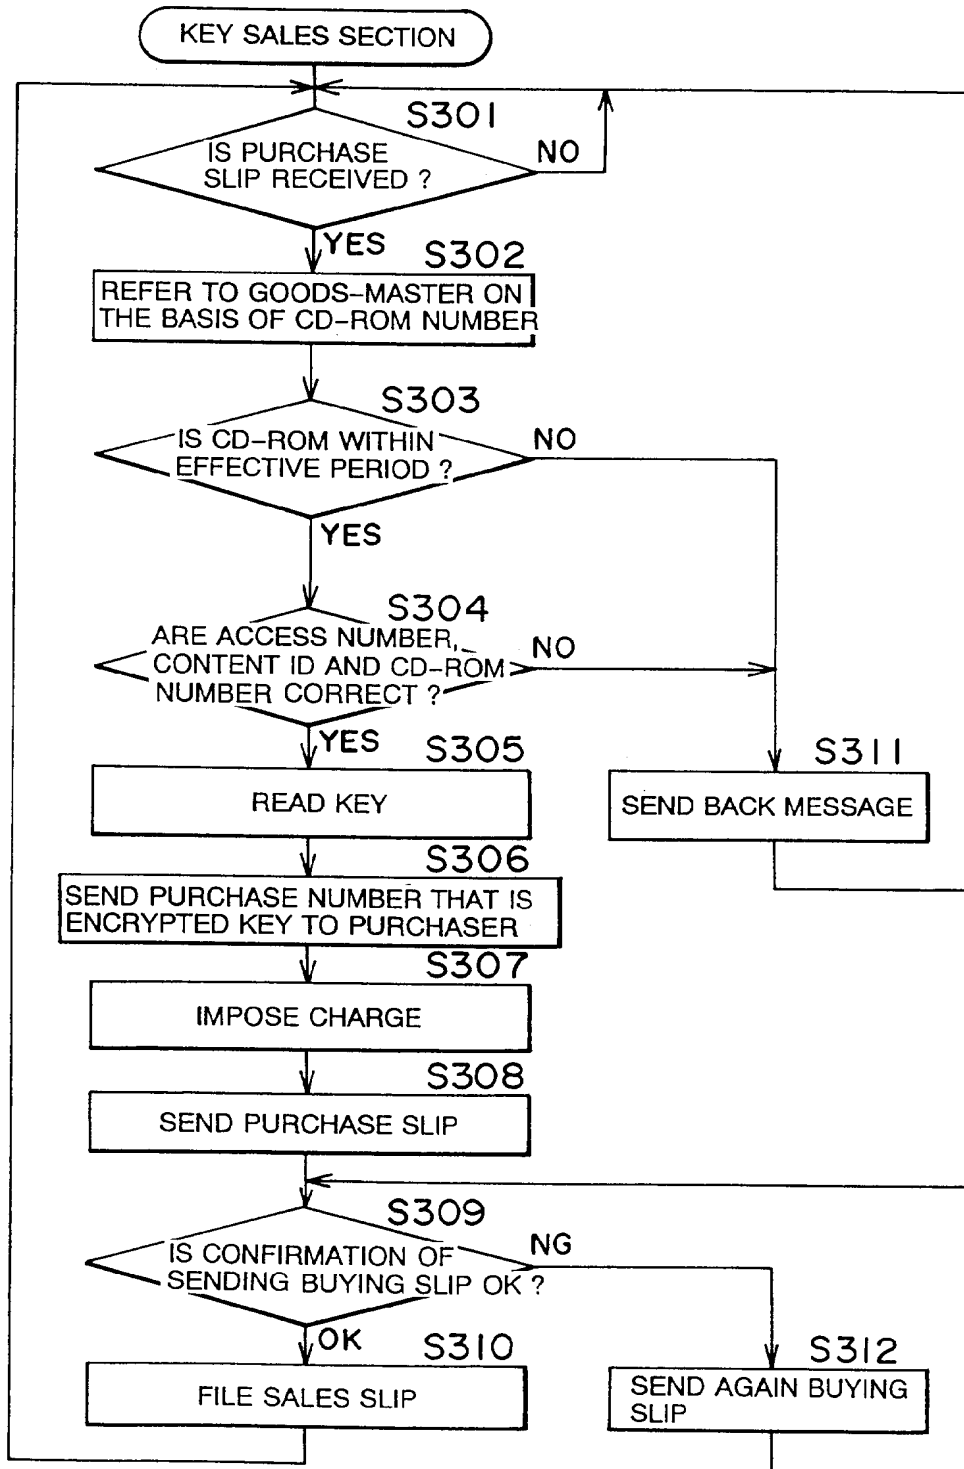 KEY SALES SECTION
S301
IS PURCHASE
SLIP RECEIVED ?
NO
YES
S302
REFER TO GOODS-MASTER ON
THE BASIS OF CD-ROM NUMBER
S303
IS CD-ROM WITHIN
EFFECTIVE PERIOD ?
NO
YES
S304
ARE ACCESS NUMBER,
CONTENT ID AND CD-ROM
NUMBER CORRECT ?
NO
YES
S305
READ KEY
S311
SEND BACK MESSAGE
S306
SEND PURCHASE NUMBER THAT IS
ENCRYPTED KEY TO PURCHASER
S307
IMPOSE CHARGE
S308
SEND PURCHASE SLIP
S309
IS CONFIRMATION OF
SENDING BUYING SLIP OK ?
NG
OK
S310
FILE SALES SLIP
S312
SEND AGAIN BUYING
SLIP